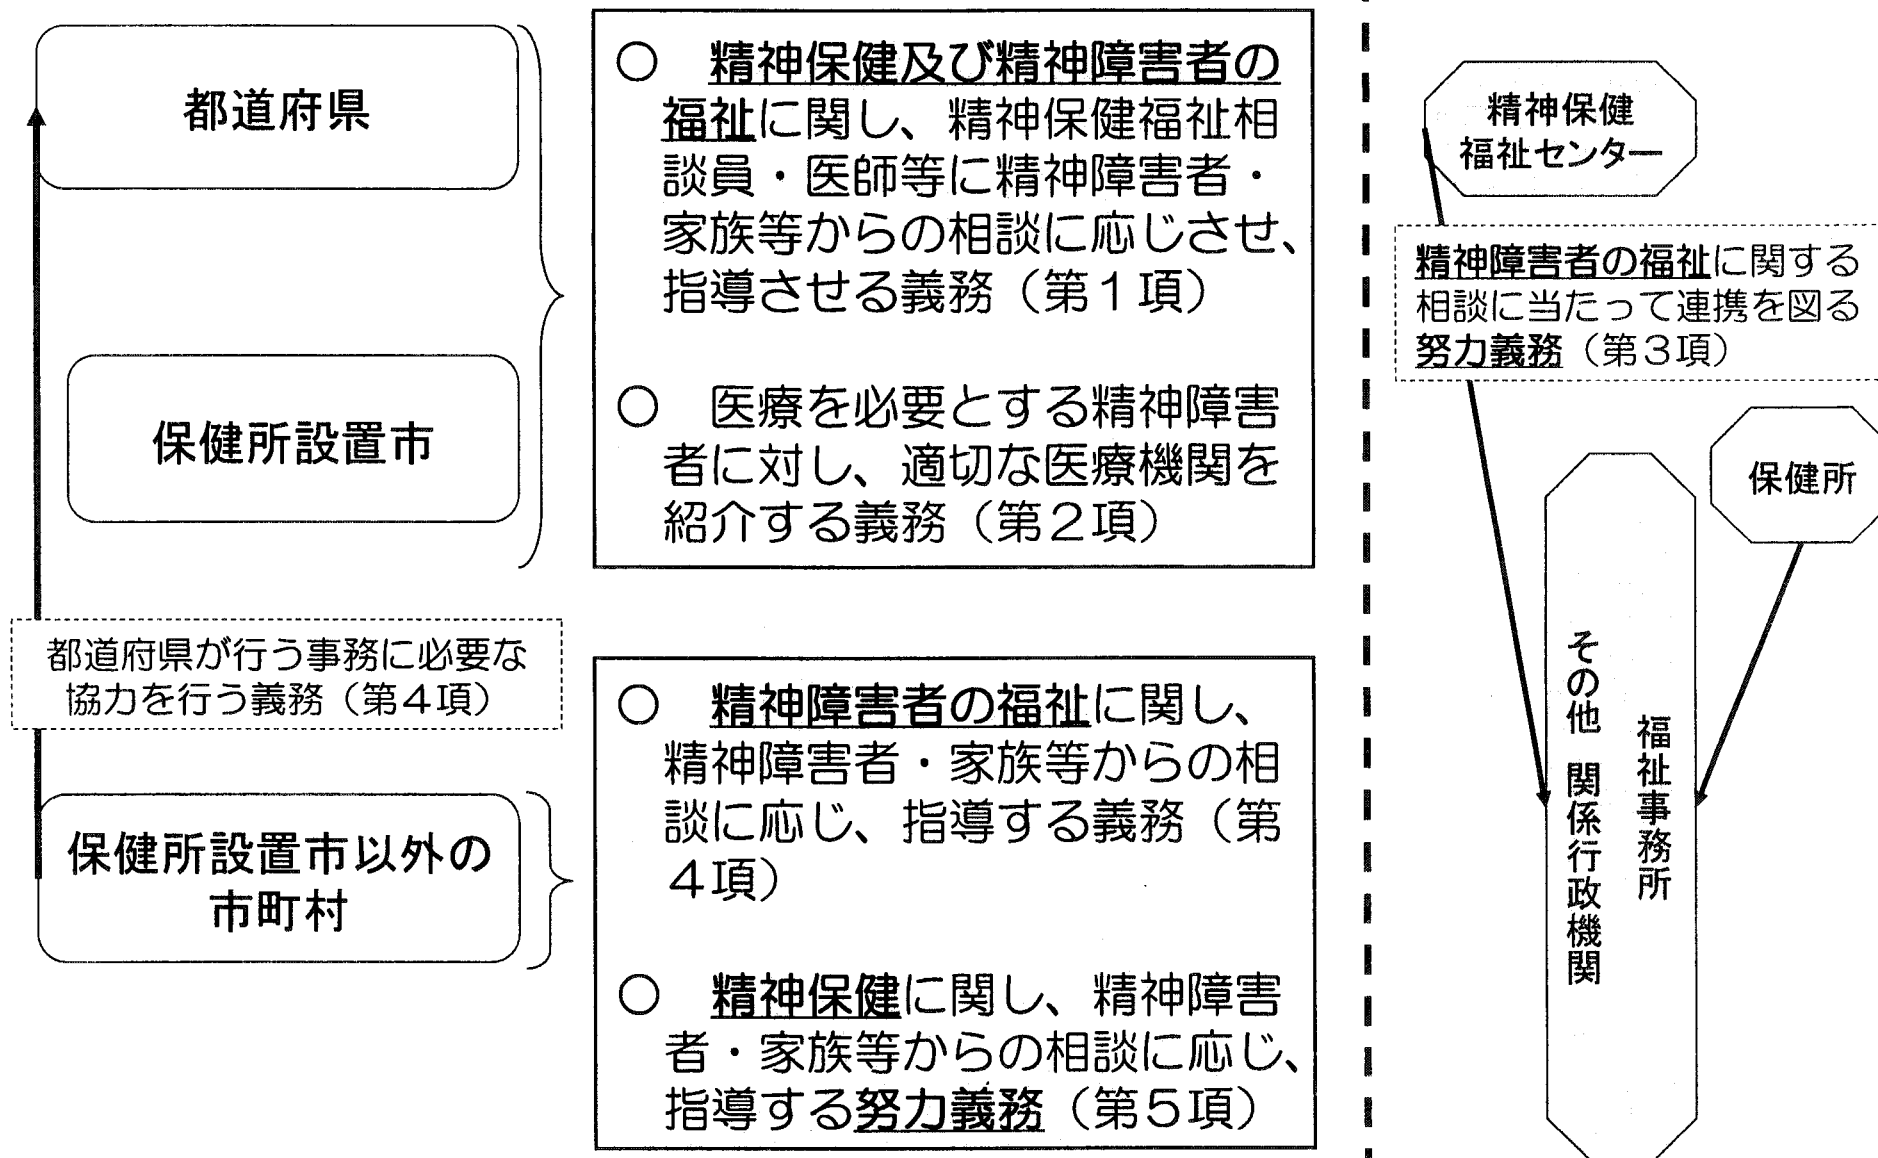 都道府県
保健所設置市
都道府県が行う事務に必要な
協力を行う義務（第４項）
保健所設置市以外の
市町村
○　精神保健及び精神障害者の
福祉に関し、精神保健福祉相
談員・医師等に精神障害者・
家族等からの相談に応じさせ、
指導させる義務（第１項）
○　医療を必要とする精神障害
者に対し、適切な医療機関を
紹介する義務（第２項）
○　精神障害者の福祉に関し、
精神障害者・家族等からの相
談に応じ、指導する義務（第
４項）
○　精神保健に関し、精神障害
者・家族等からの相談に応じ、
指導する努力義務（第５項）
精神保健
福祉センター
精神障害者の福祉に関する
相談に当たって連携を図る
努力義務（第３項）
保健所
福祉事務所
その他 関係行政機関